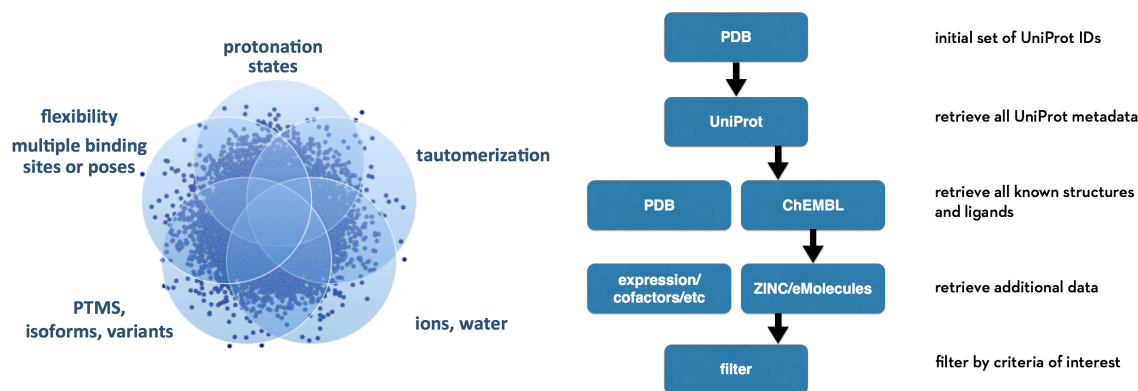 protonation
states
flexibility
multiple binding
sites or poses
tautomerization
PTMS,
isoforms, variants
ions, water
PDB
initial set of UniProt IDs
UniProt
retrieve all UniProt metadata
PDB
ChEMBL
retrieve all known structures
and ligands
expression/
cofactors/etc
ZINC/eMolecules
retrieve additional data
filter
filter by criteria of interest